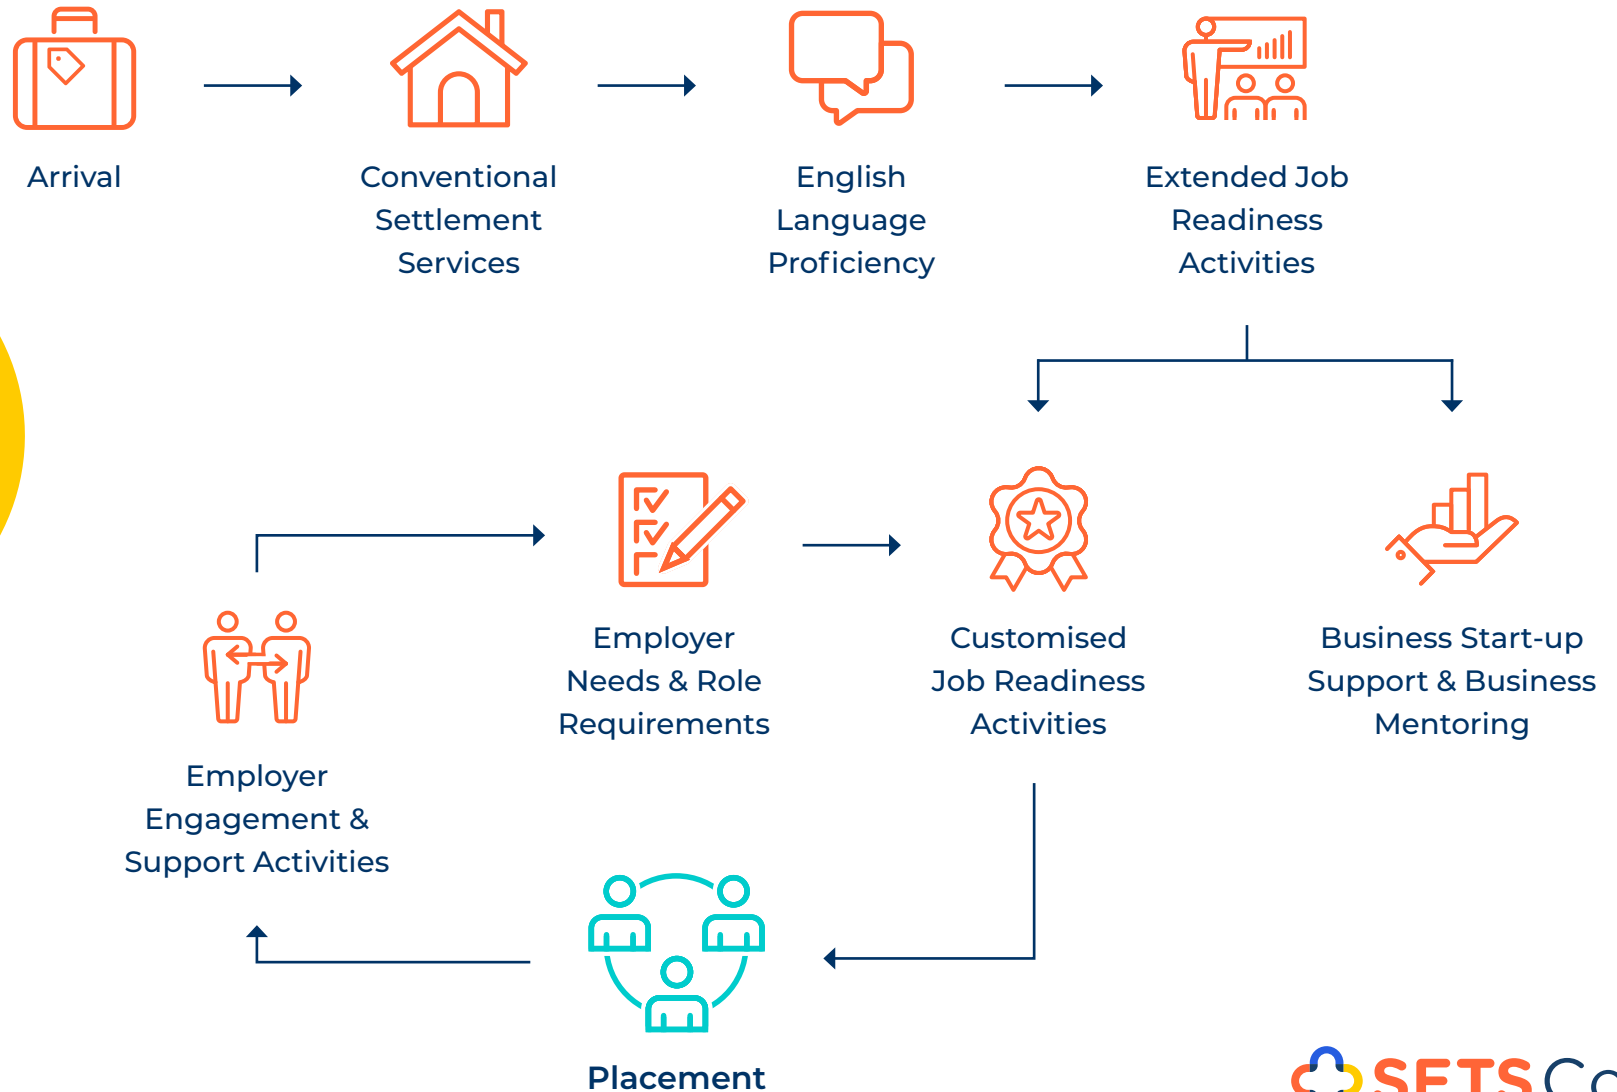 Arrival
Conventional
Settlement
Services
English
Language
Proficiency
Extended Job
Readiness
Activities
Employer
Needs & Role
Requirements
Customised
Job Readiness
Activities
Business Start-up
Support & Business
Mentoring
Employer
Engagement &
Support Activities
Placement
SETS